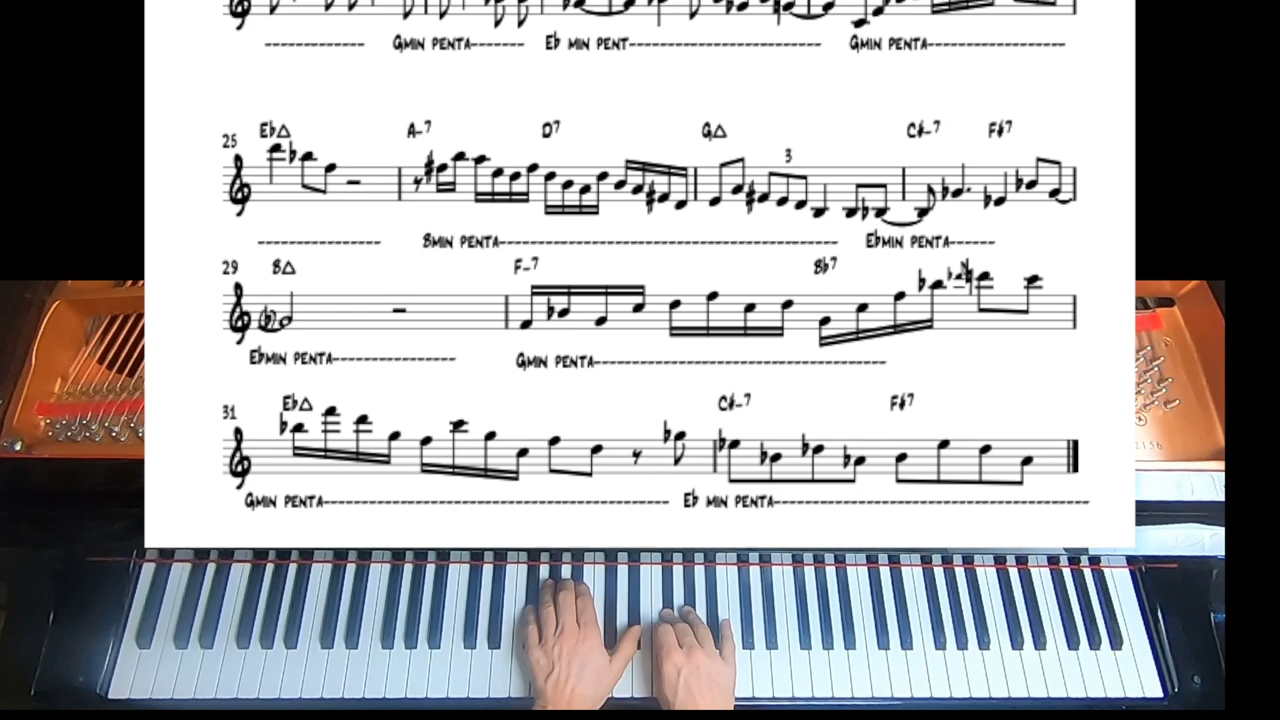 ------------- GMIN PENTA------- Eb MIN PENT------------------------- GMIN PENTA------------------
25 Eb△ A-7 D7 G△ 3 C#-7 F#7
---------------- BMIN PENTA-------------------------------------------- EbMIN PENTA------
29 B△ F-7 Bb7
EbMIN PENTA---------------- GMIN PENTA--------------------------------------
31 Eb△ C#-7 F#7
GMIN PENTA--------------------------------------------- Eb MIN PENTA-----------------------------------------
2156